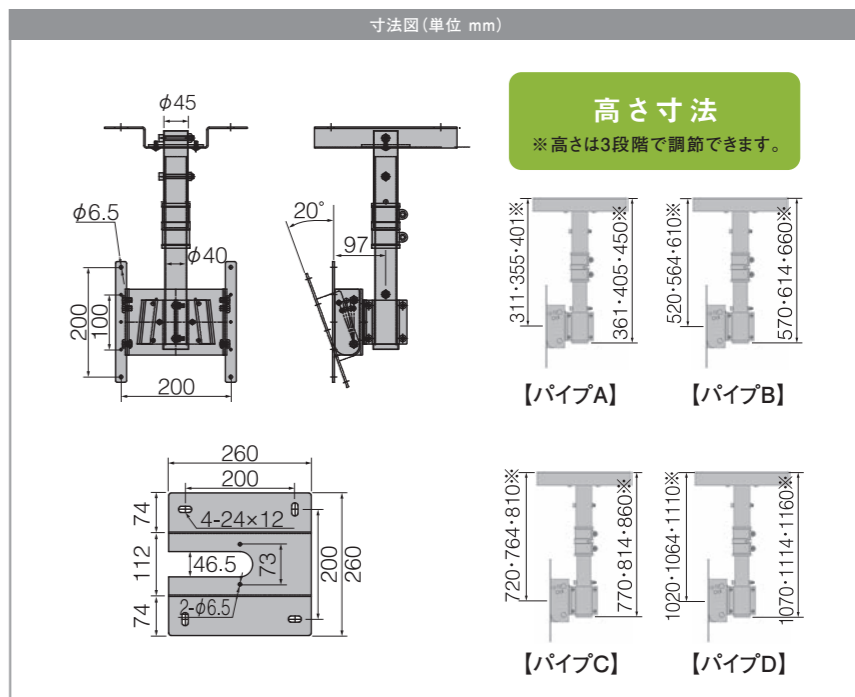 寸法図(単位 mm)
φ45
φ6.5
φ40
200
100
200
20°
97
高さ寸法
※高さは3段階で調節できます。
311・355・401※
361・405・450※
【パイプA】
520・564・610※
570・614・660※
【パイプB】
260
200
74
112
74
4-24×12
46.5
73
2-φ6.5
200
260
720・764・810※
770・814・860※
【パイプC】
1020・1064・1110※
1070・1114・1160※
【パイプD】